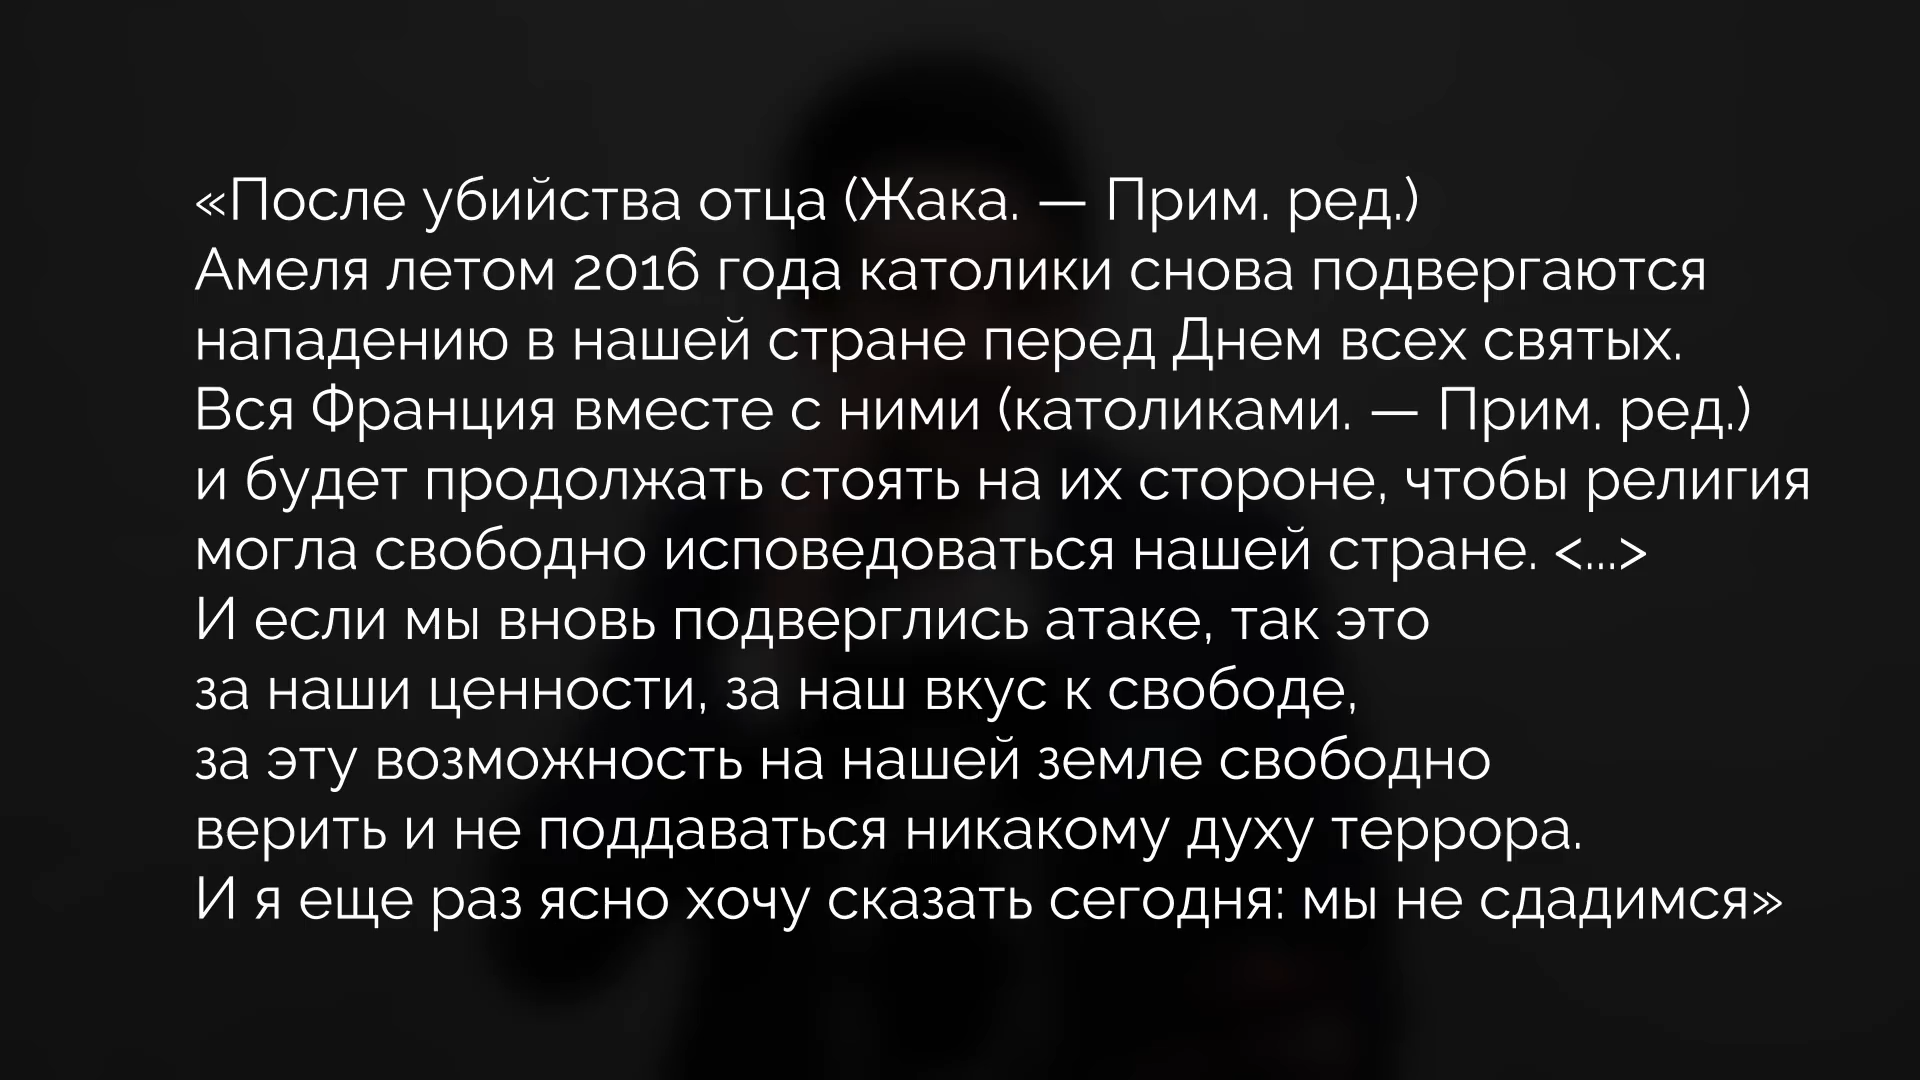 «После убийства отца (Жака. — Прим. ред.)
Амеля летом 2016 года католики снова подвергаются
нападению в нашей стране перед Днем всех святых.
Вся Франция вместе с ними (католиками. — Прим. ред.)
и будет продолжать стоять на их стороне, чтобы религия
могла свободно исповедоваться нашей стране. <...>
И если мы вновь подверглись атаке, так это
за наши ценности, за наш вкус к свободе,
за эту возможность на нашей земле свободно
верить и не поддаваться никакому духу террора.
И я еще раз ясно хочу сказать сегодня: мы не сдадимся»